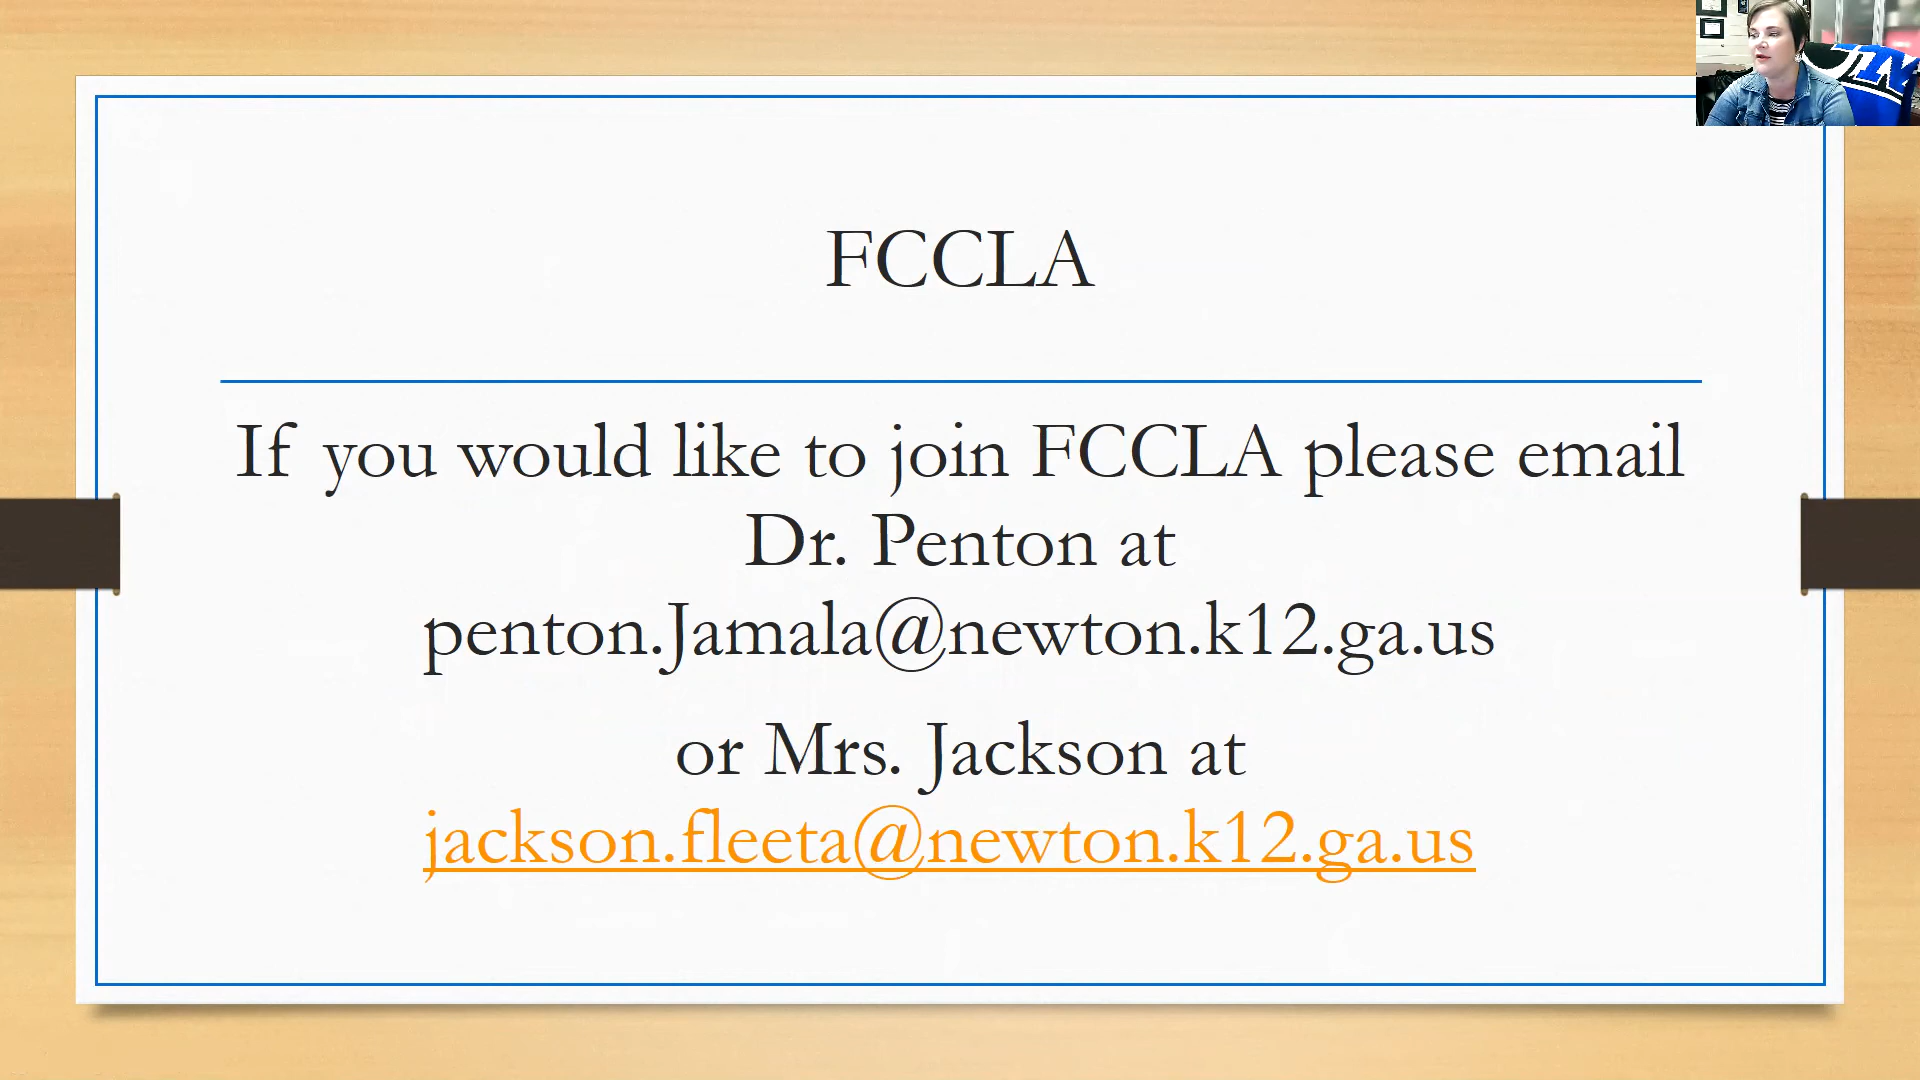 FCCLA
If you would like to join FCCLA please email
Dr. Penton at
penton.Jamala@newton.k12.ga.us
or Mrs. Jackson at
jackson.fleeta@newton.k12.ga.us